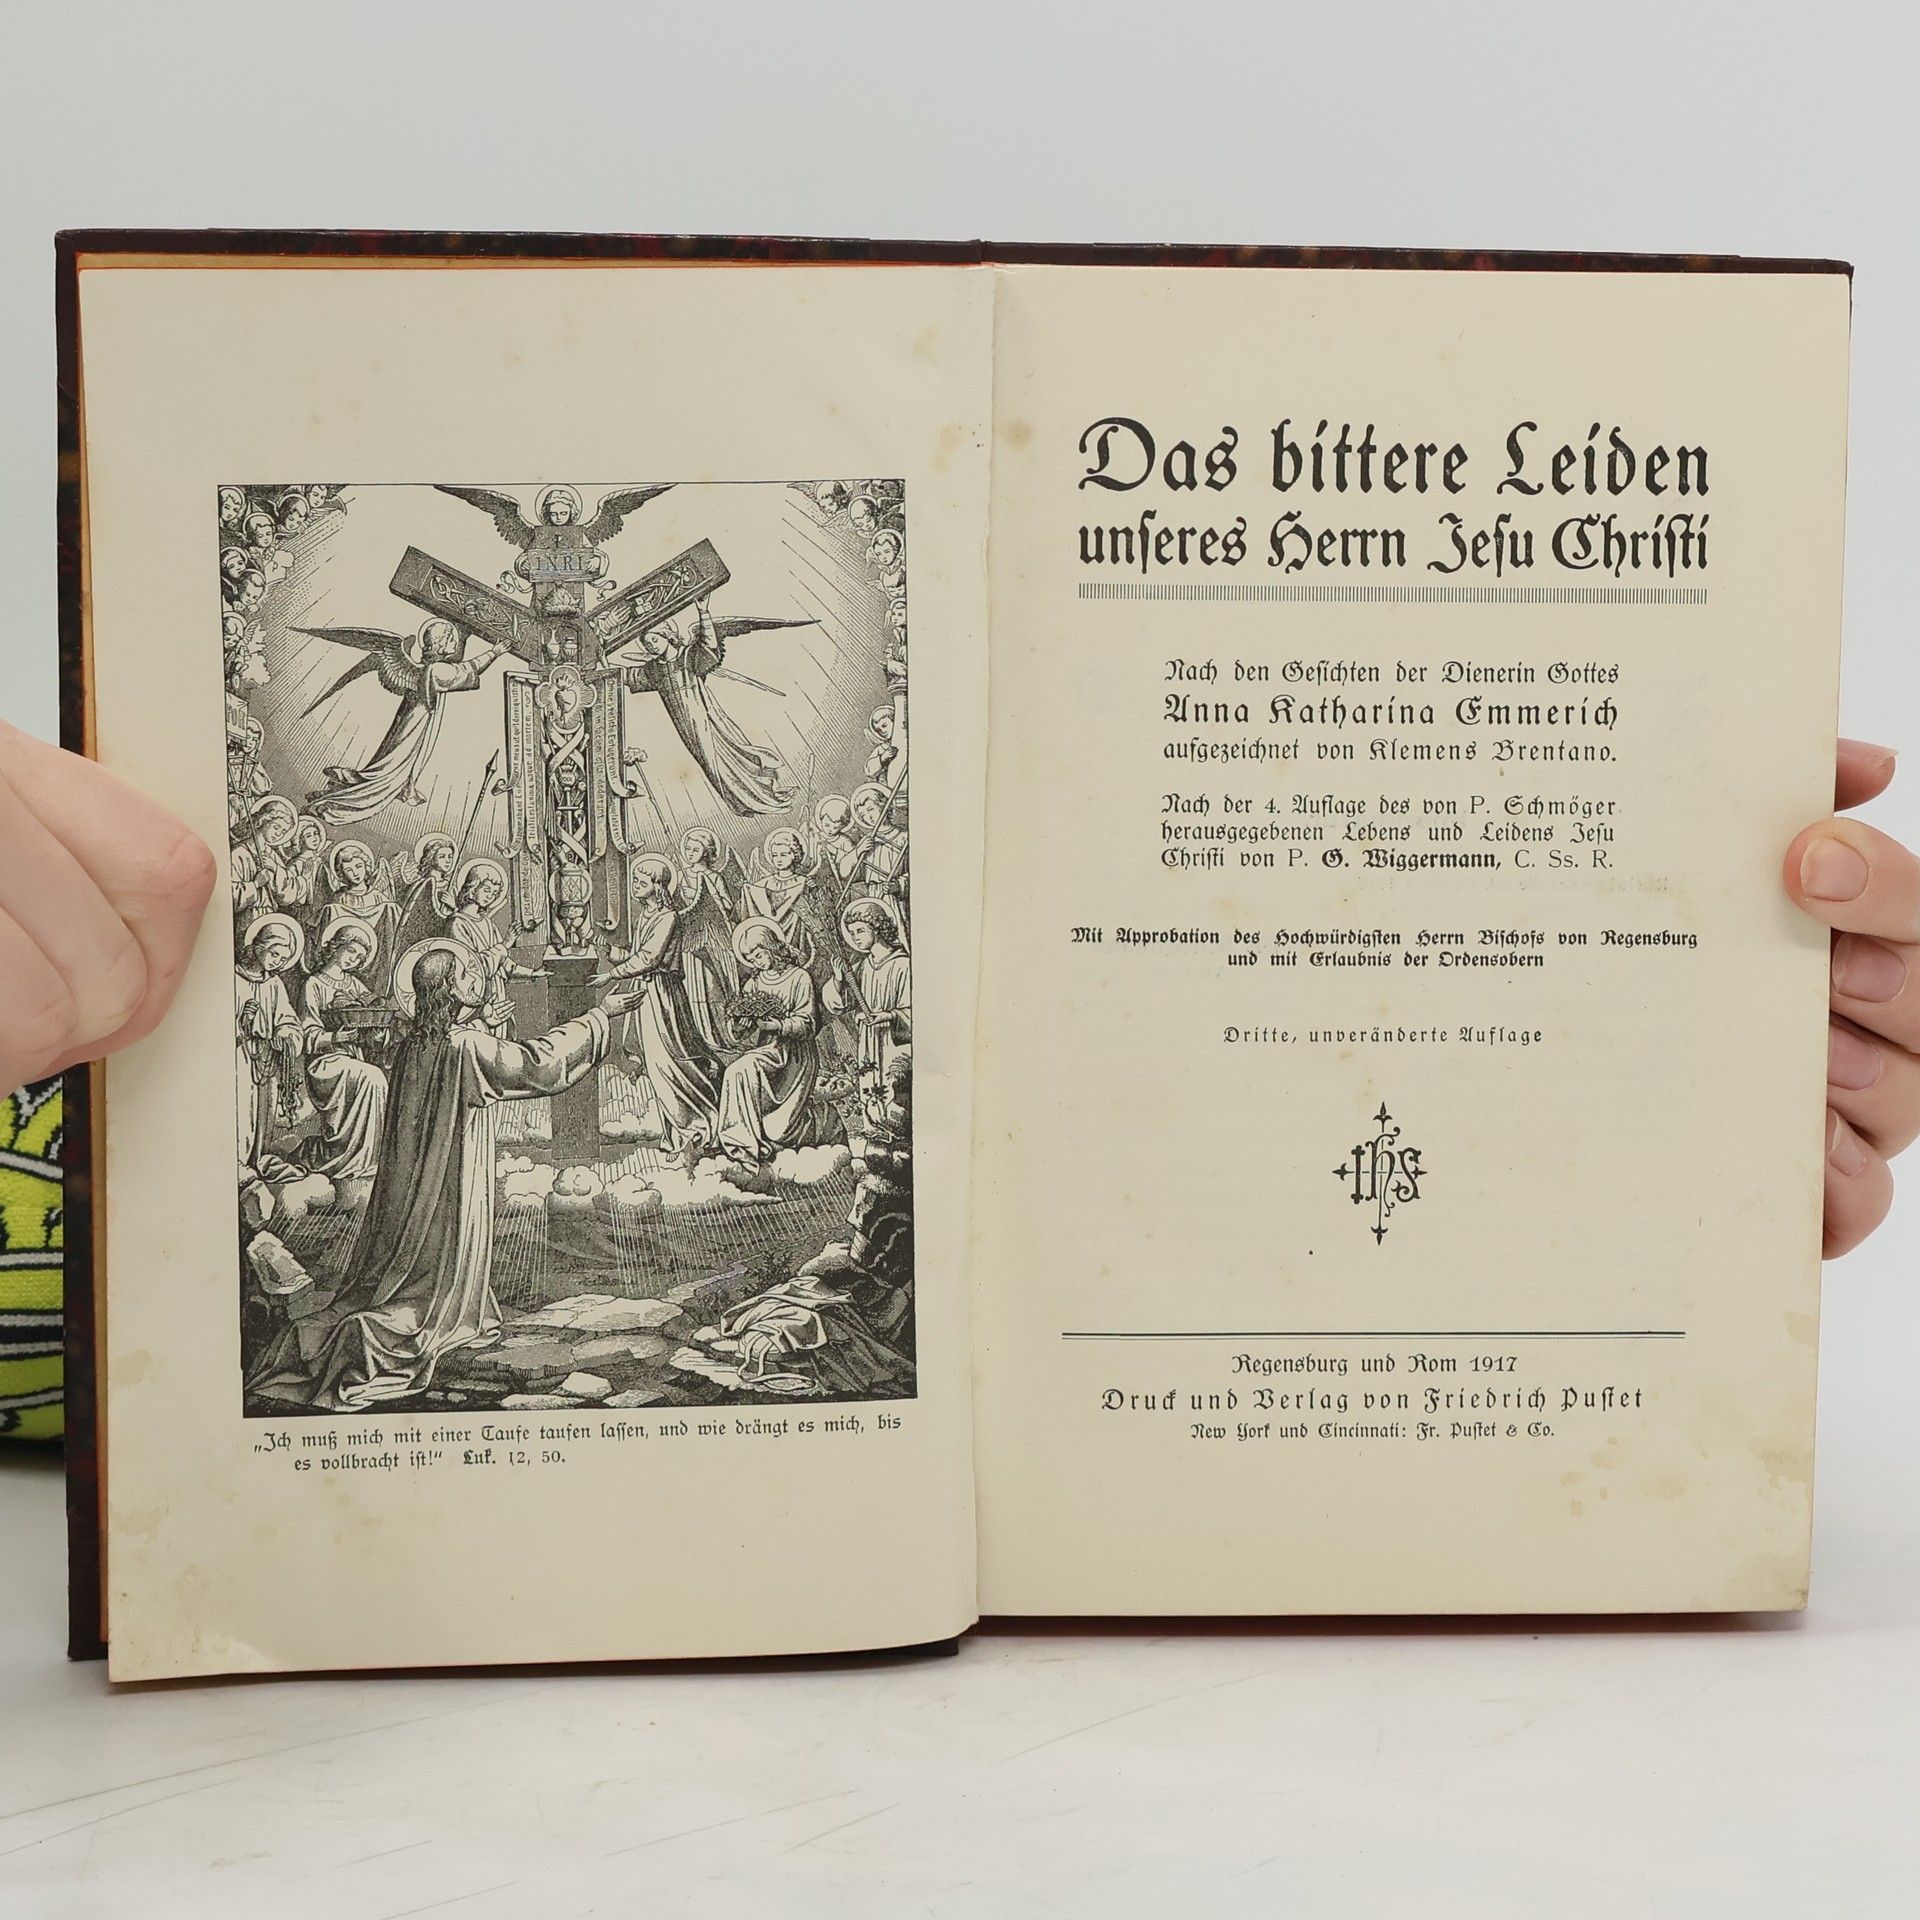 INRI
„Ich muß mich mit einer Taufe taufen lassen, und wie drängt es mich, bis
es vollbracht ist!“ Luk. 12, 50.
Das bittere Leiden
unseres Herrn Jesu Christi
Nach den Gesichten der Dienerin Gottes
Anna Katharina Emmerich
aufgezeichnet von Klemens Brentano.
Nach der 4. Auflage des von P. Schmöger
herausgegebenen Lebens und Leidens Jesu
Christi von P. G. Wiggermann, C. Ss. R.
Mit Approbation des Hochwürdigsten Herrn Bischofs von Regensburg
und mit Erlaubnis der Ordensobern
Dritte, unveränderte Auflage
IHS
Regensburg und Rom 1917
Druck und Verlag von Friedrich Pustet
New York und Cincinnati: Fr. Pustet & Co.